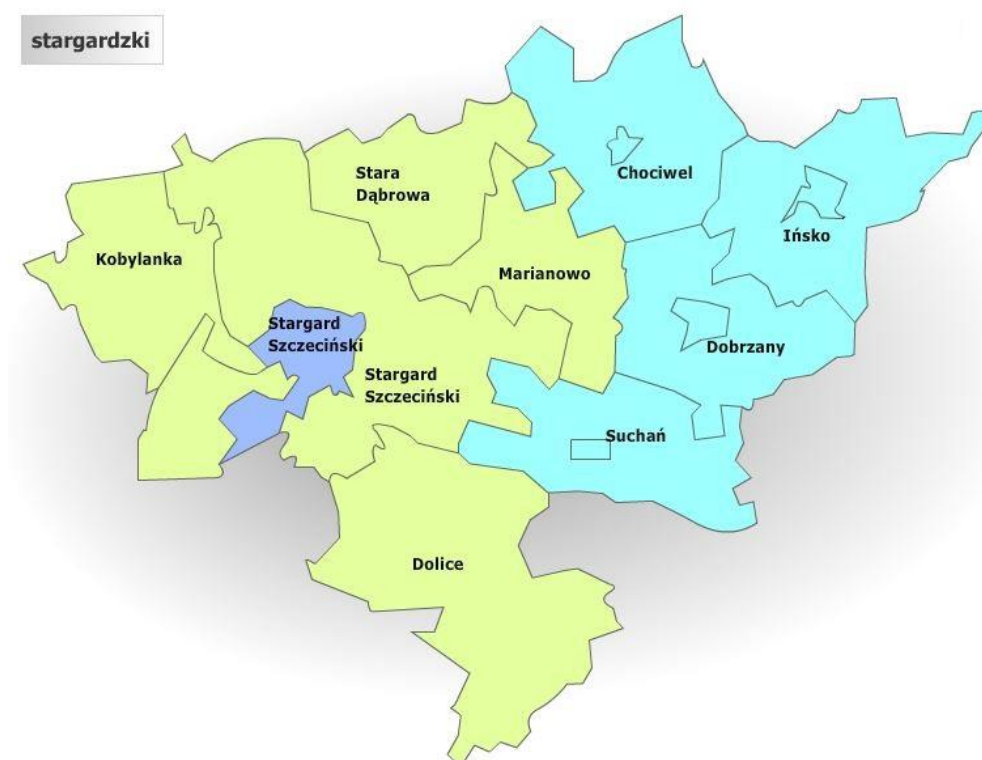 stargardzki
Stara
Dąbrowa
Chociwel
Ińsko
Kobylanka
Marianowo
Stargard
Szczeciński
Dobrzany
Stargard
Szczeciński
Suchań
Dolice